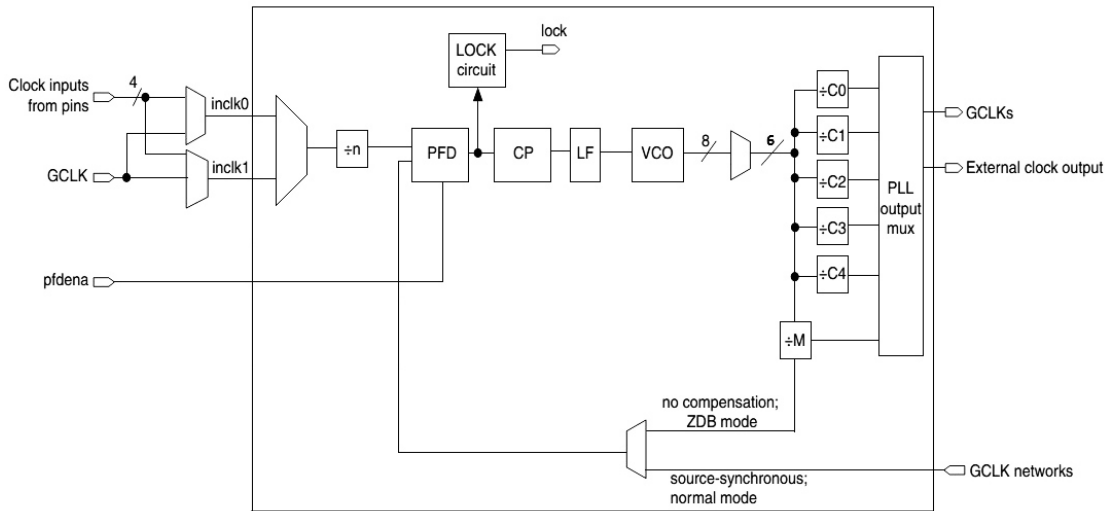 LOCK
circuit
lock
Clock inputs
from pins
4
inclk0
GCLK
inclk1
÷n
PFD
CP
LF
VCO
8
6
÷C0
÷C1
÷C2
÷C3
÷C4
÷M
PLL
output
mux
GCLKs
External clock output
pfdena
no compensation;
ZDB mode
source-synchronous;
normal mode
GCLK networks